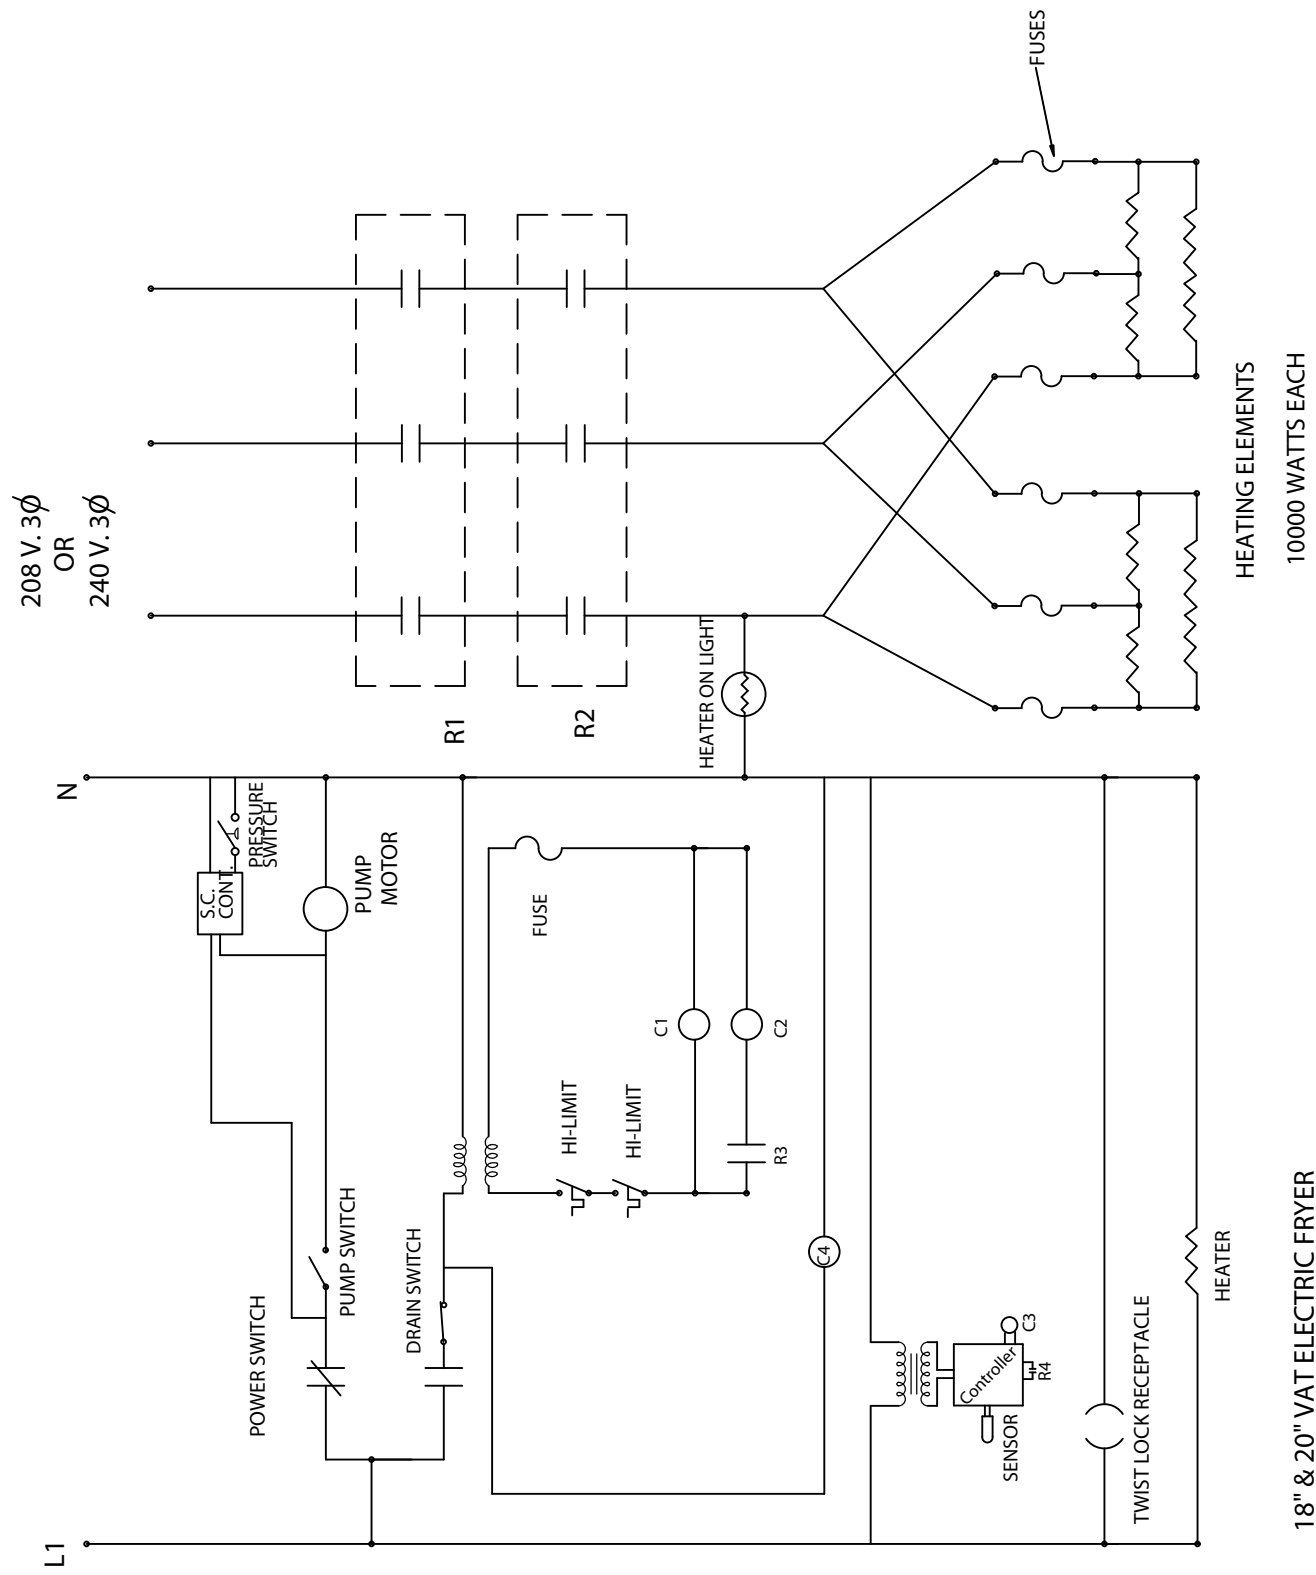 L1
N
208 V. 3Ø
OR
240 V. 3Ø
POWER SWITCH
PUMP SWITCH
S.C.
CONT.
PRESSURE
SWITCH
PUMP
MOTOR
DRAIN SWITCH
R1
R2
FUSE
HI-LIMIT
HI-LIMIT
C1
C2
R3
C4
HEATER ON LIGHT
SENSOR
Controller
C3
R4
TWIST LOCK RECEPTACLE
HEATER
FUSES
HEATING ELEMENTS
10000 WATTS EACH
18" & 20" VAT ELECTRIC FRYER